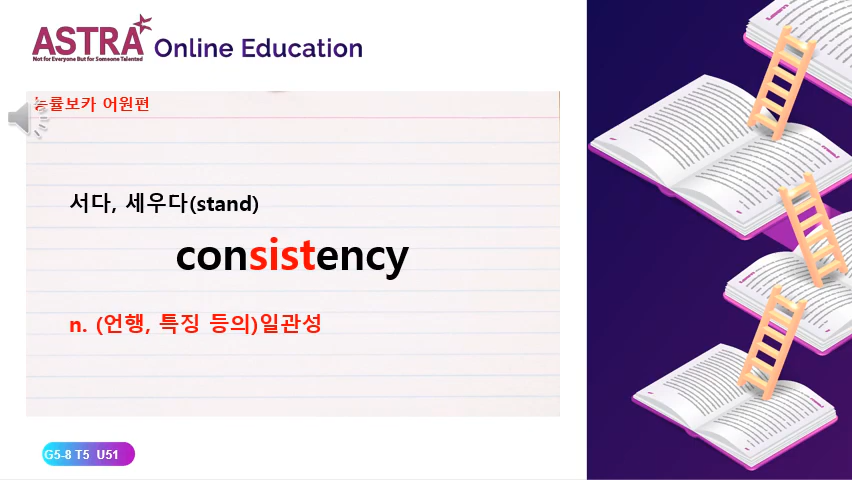 ASTRA
Not for Everyone But for Someone Talented
Online Education
능률보카 어원편
서다, 세우다(stand)
consistency
n. (언행, 특징 등의)일관성
G5-8 T5 U51